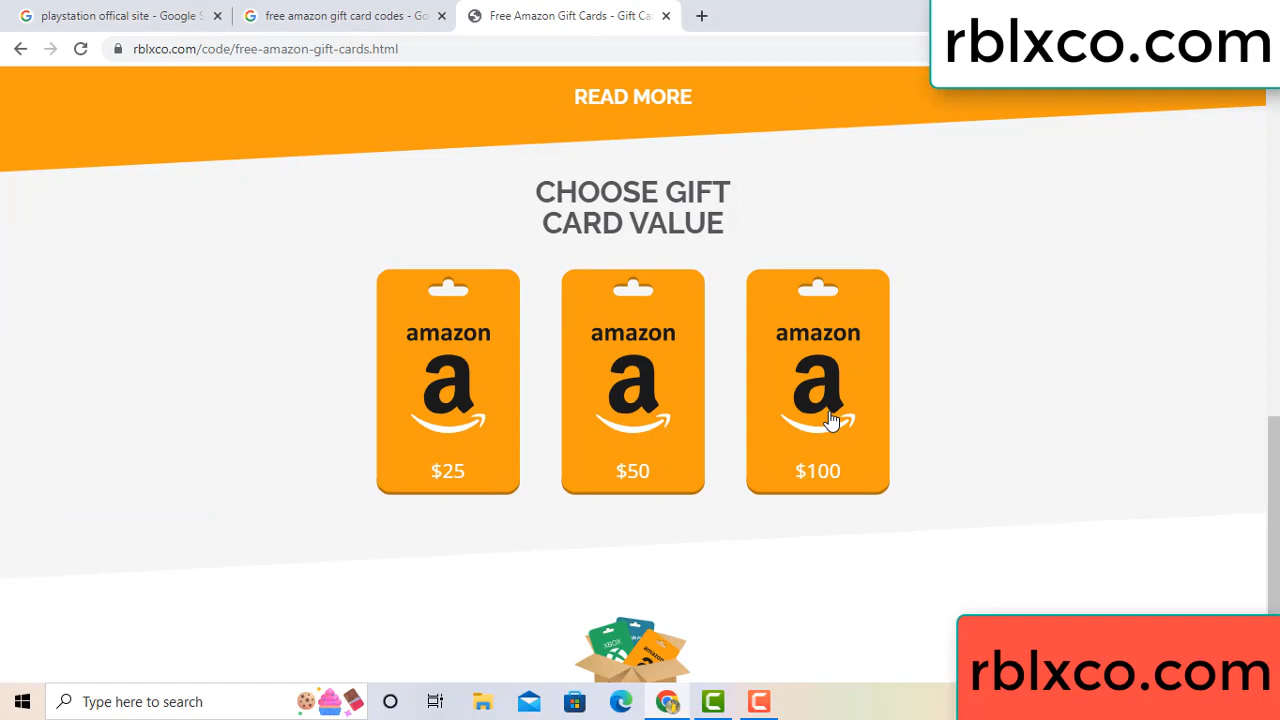 playstation offical site - Google S
free amazon gift card codes - Go
Free Amazon Gift Cards - Gift Ca
rblxco.com/code/free-amazon-gift-cards.html
rblxco.com
READ MORE
CHOOSE GIFT
CARD VALUE
amazon
a
$25
amazon
a
$50
amazon
a
$100
XBOX
amazon
rblxco.com
Type here to search